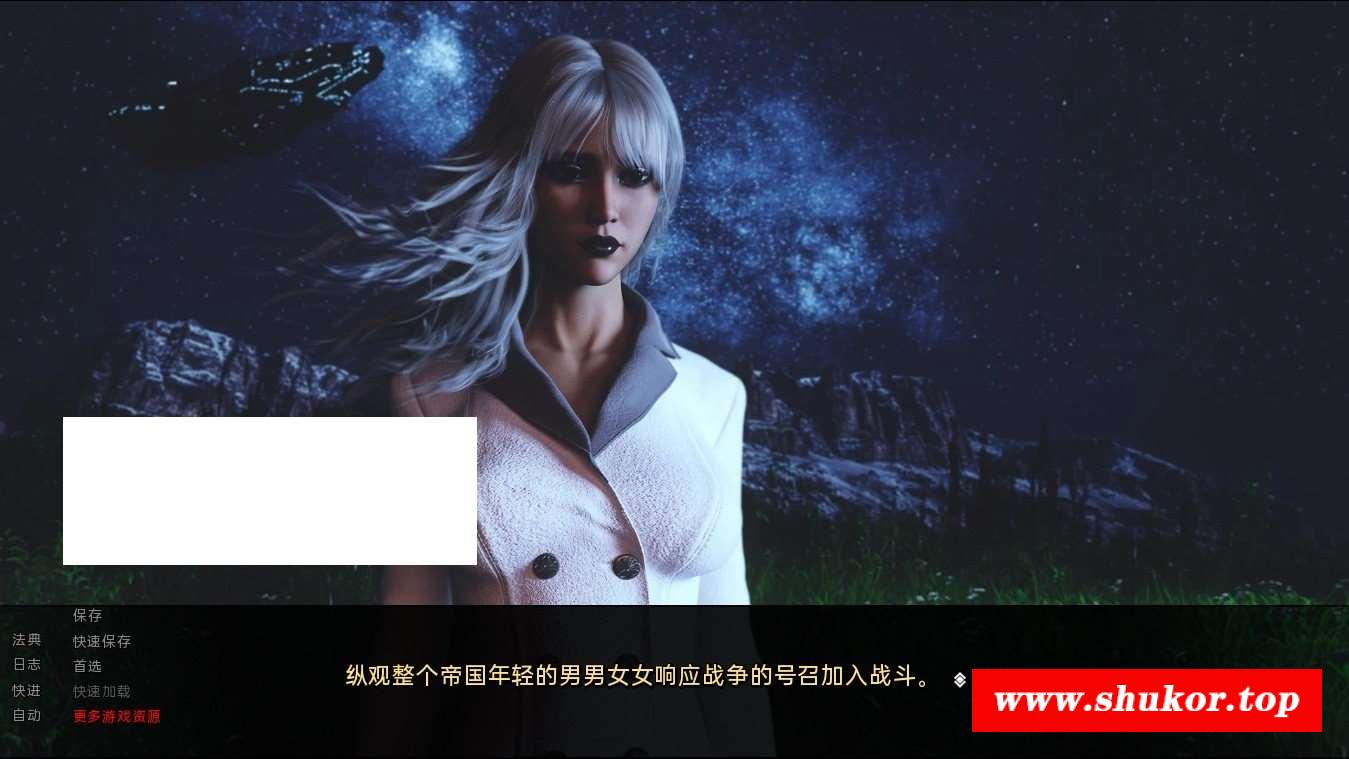 保存
法典
快速保存
日志
首选
快进
快速加载
自动
更多游戏资源
纵观整个帝国年轻的男男女女响应战争的号召加入战斗。
www.shukor.top